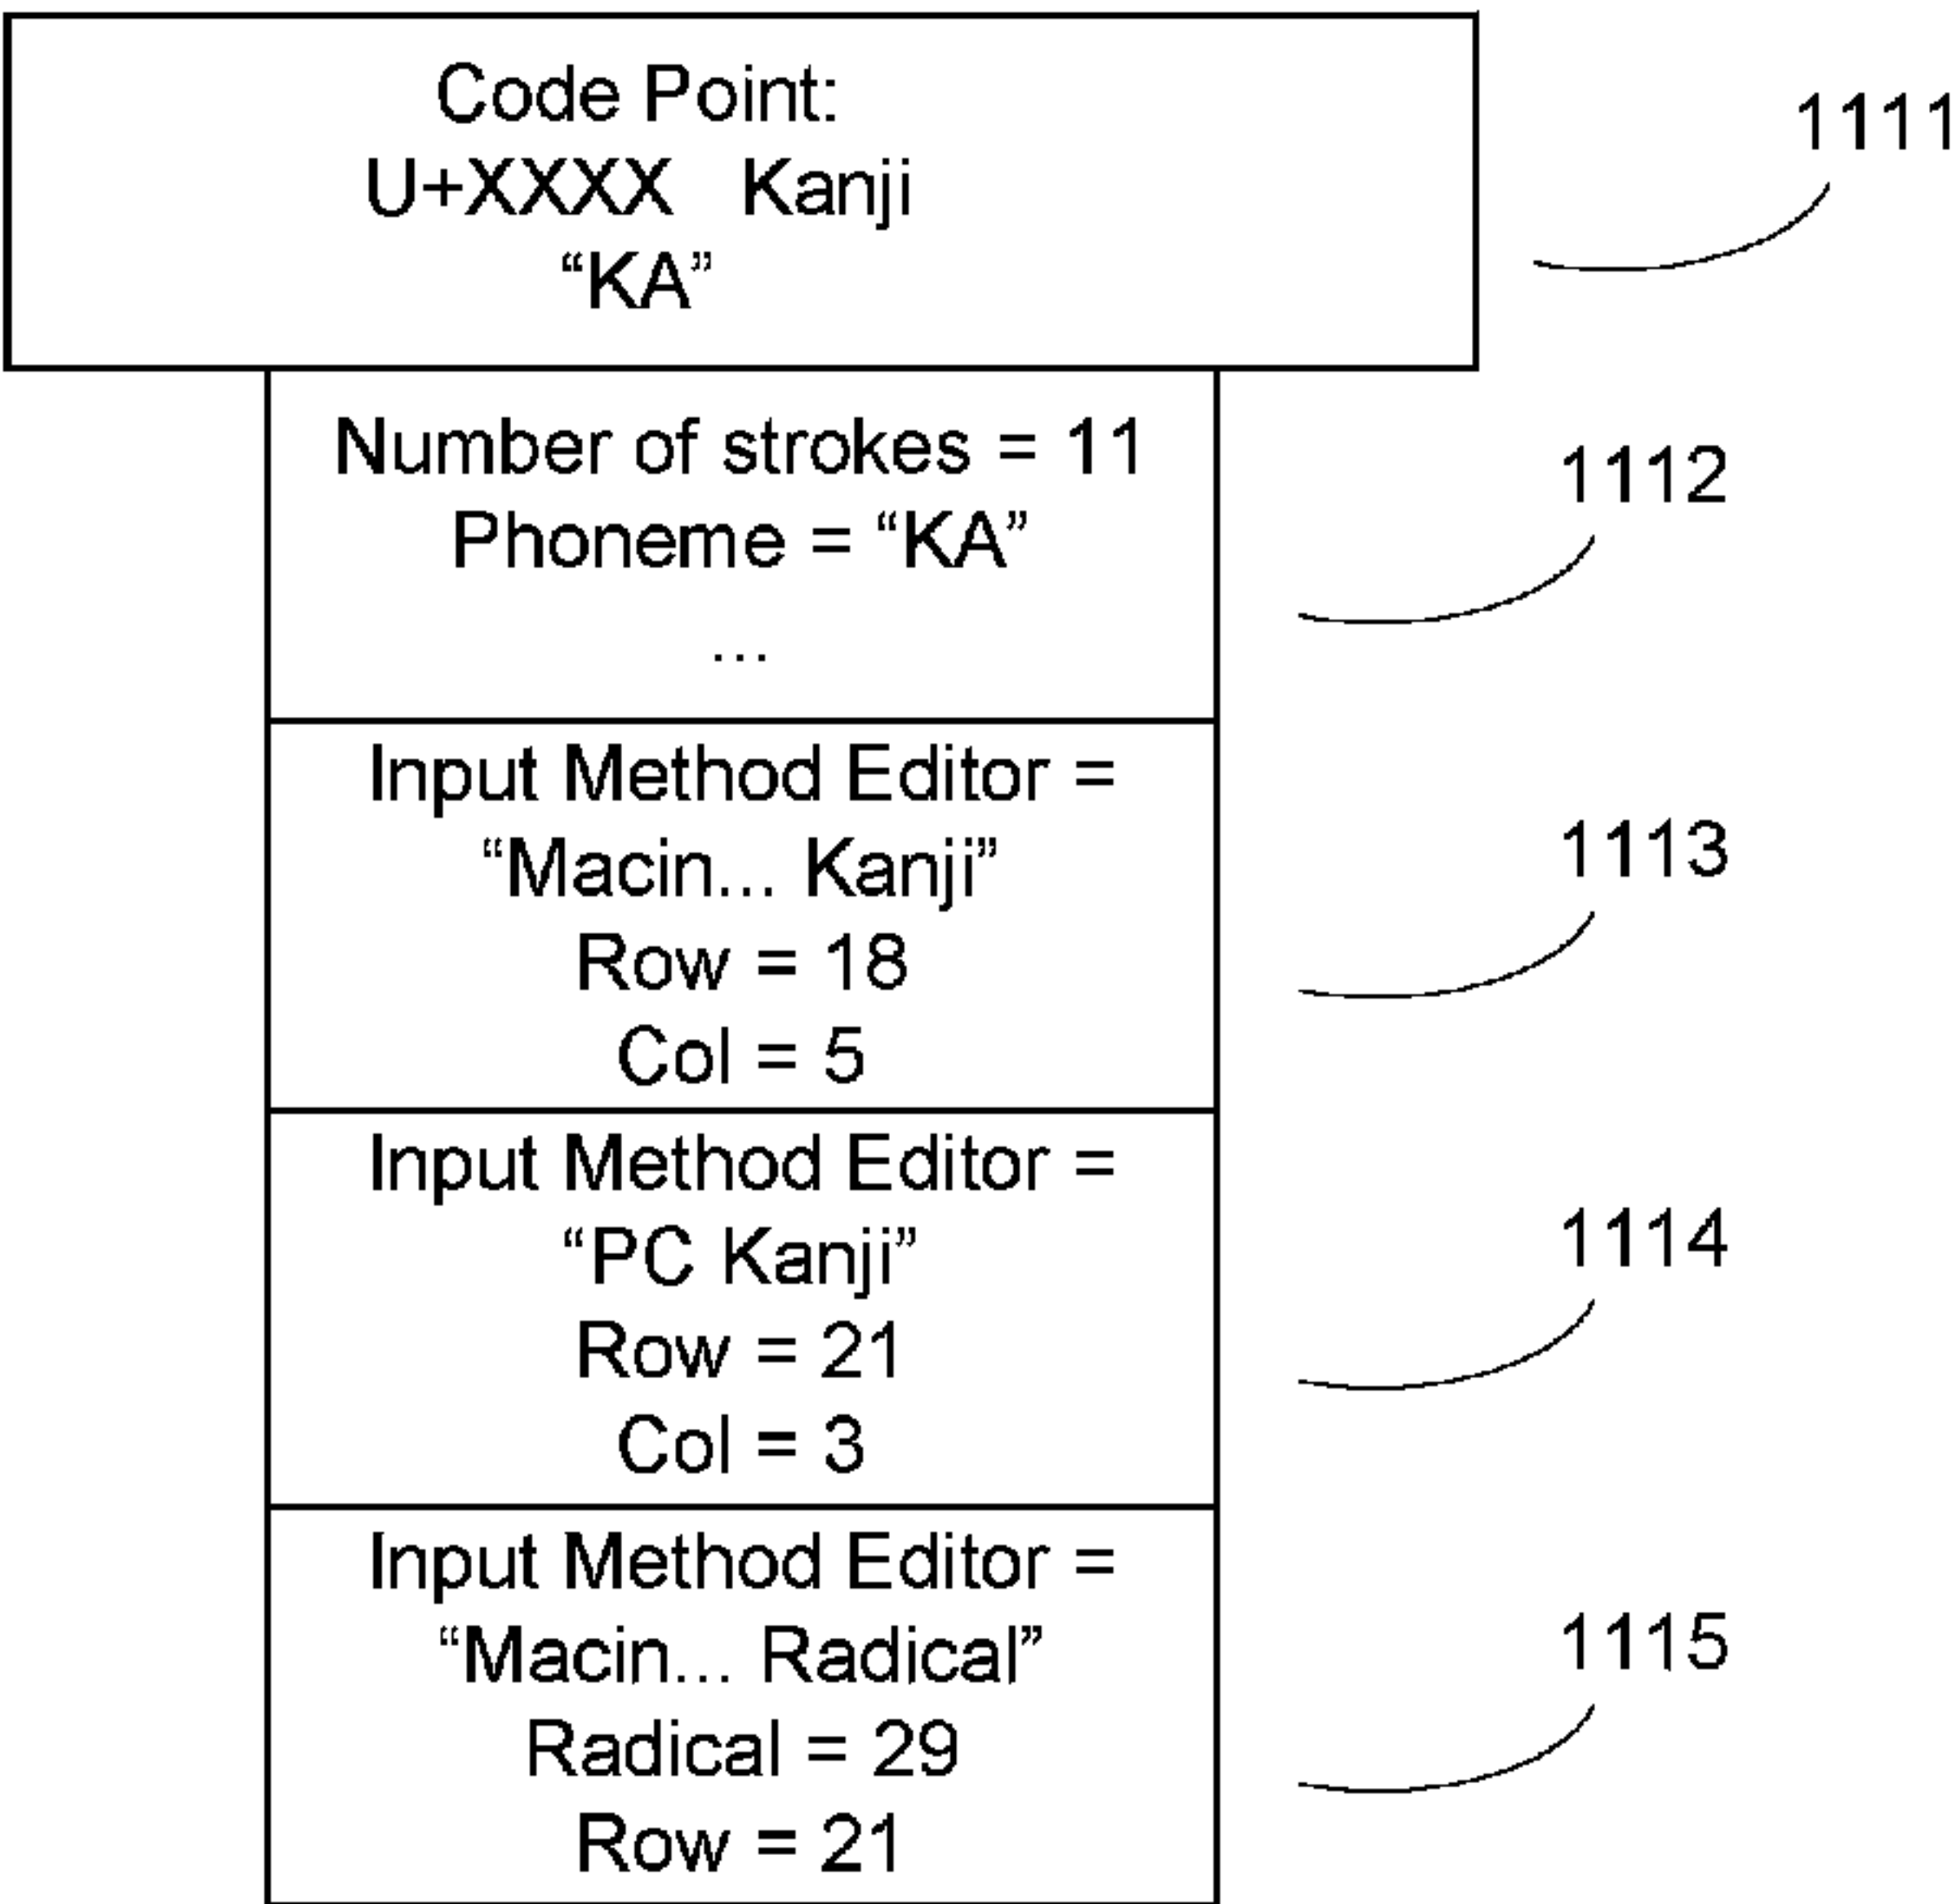 Code Point:
U+XXXX Kanji
“KA”
1111
Number of strokes = 11
Phoneme = “KA”
...
1112
Input Method Editor =
“Macin... Kanji”
Row = 18
Col = 5
1113
Input Method Editor =
“PC Kanji”
Row = 21
Col = 3
1114
Input Method Editor =
“Macin... Radical”
Radical = 29
Row = 21
1115